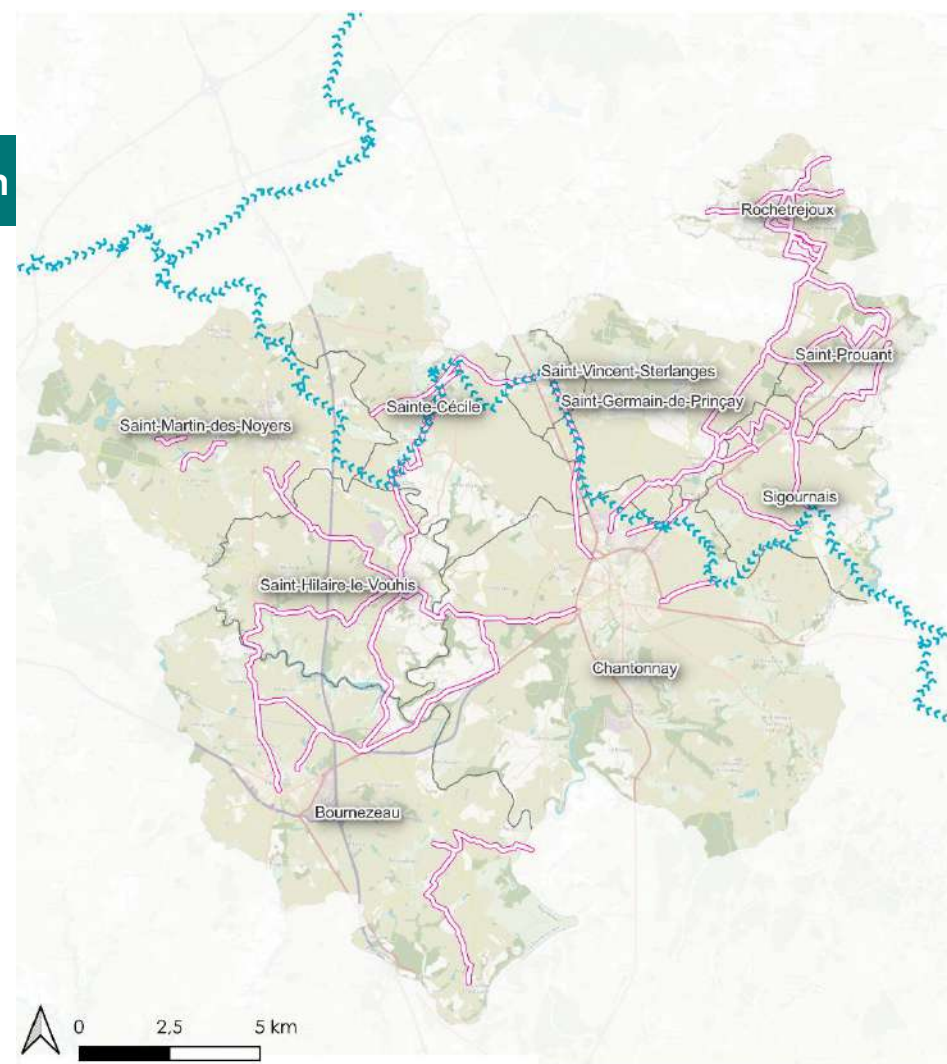 n
Rochetrejoux
Saint-Prouant
Saint-Vincent-Sterlanges
Saint-Germain-de-Prinçay
Sainte-Cécile
Saint-Martin-des-Noyers
Sigournais
Saint-Hilaire-le-Vouhis
Chantonnay
Bournezeau
0 2,5 5 km